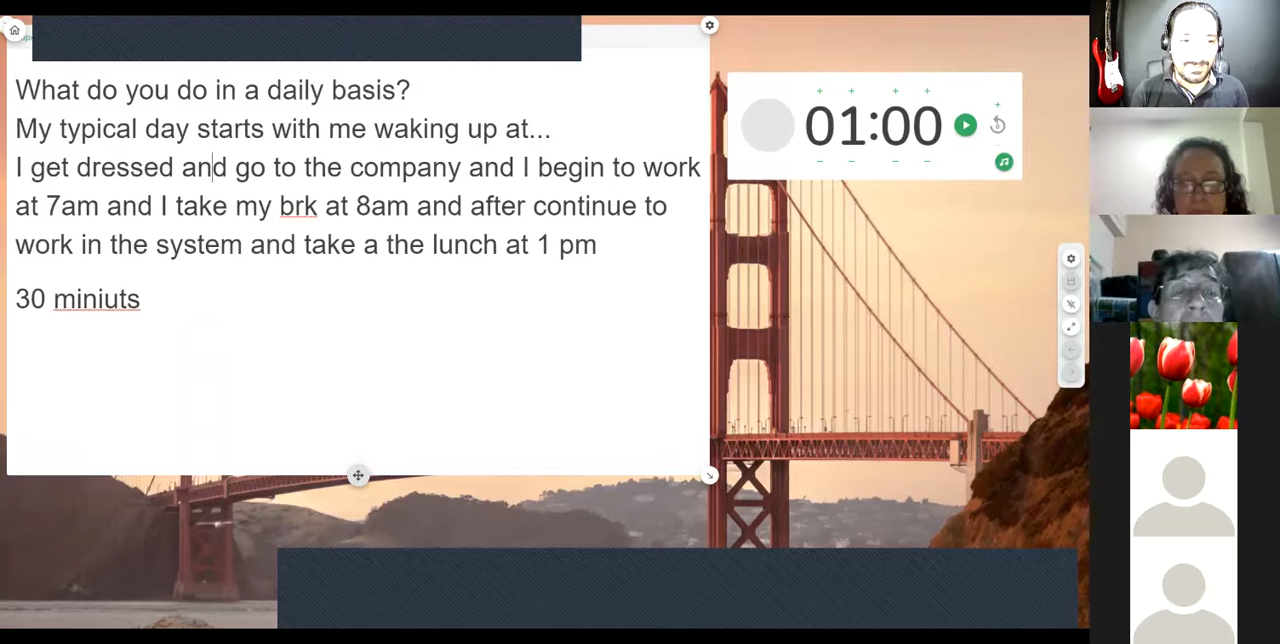 What do you do in a daily basis?
My typical day starts with me waking up at...
I get dressed and go to the company and I begin to work
at 7am and I take my brk at 8am and after continue to
work in the system and take a the lunch at 1 pm
30 miniuts
01:00